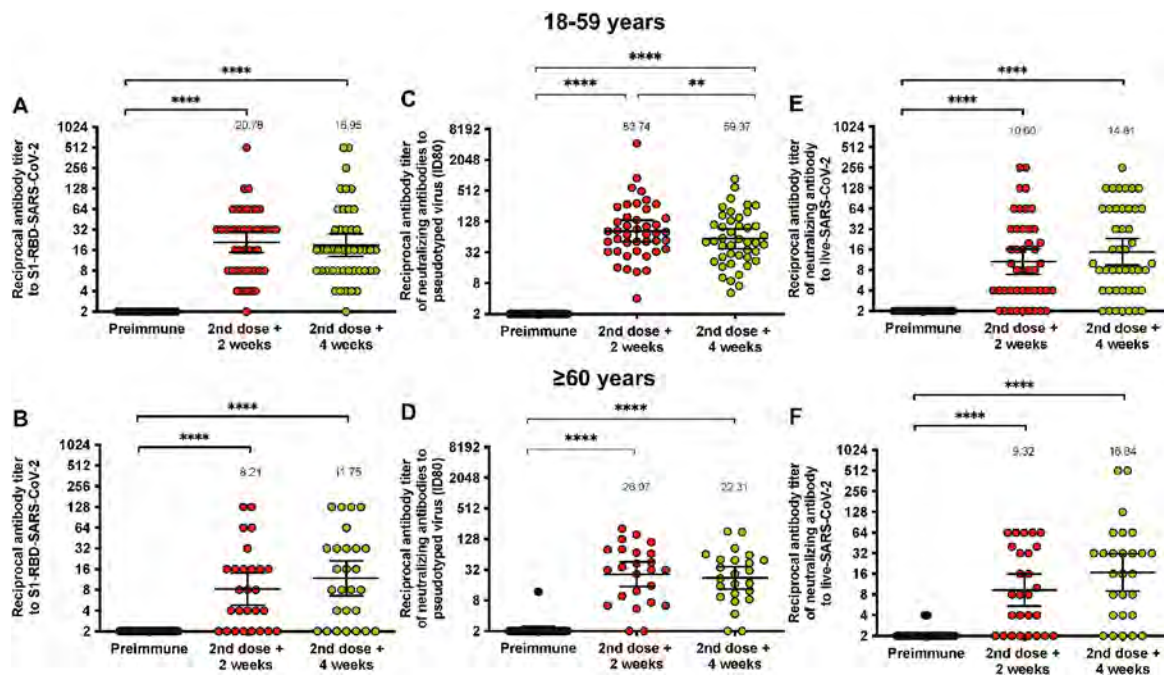 18-59 years
****
****
A
20.79
Reciprocal antibody titer
to S1-RBD-SARS-CoV-2
1024
512
256
128
64
32
16
8
4
2
Preimmune
2nd dose +
2 weeks
2nd dose +
4 weeks
****
****
**
C
59.37
Reciprocal antibody titer
of neutralizing antibodies to
pseudotyped virus (ID80)
8192
2048
512
128
32
8
2
Preimmune
2nd dose +
2 weeks
2nd dose +
4 weeks
****
****
E
10.60
14.81
Reciprocal antibody titer
of neutralizing antibody
to live-SARS-CoV-2
1024
512
256
128
64
32
16
8
4
2
Preimmune
2nd dose +
2 weeks
2nd dose +
4 weeks
≥60 years
****
****
B
8.21
11.75
Reciprocal antibody titer
to S1-RBD-SARS-CoV-2
1024
512
256
128
64
32
16
8
4
2
Preimmune
2nd dose +
2 weeks
2nd dose +
4 weeks
****
****
D
22.31
Reciprocal antibody titer
of neutralizing antibodies to
pseudotyped virus (ID80)
8192
2048
512
128
32
8
2
Preimmune
2nd dose +
2 weeks
2nd dose +
4 weeks
****
****
F
9.32
16.84
Reciprocal antibody titer
of neutralizing antibody
to live-SARS-CoV-2
1024
512
256
128
64
32
16
8
4
2
Preimmune
2nd dose +
2 weeks
2nd dose +
4 weeks